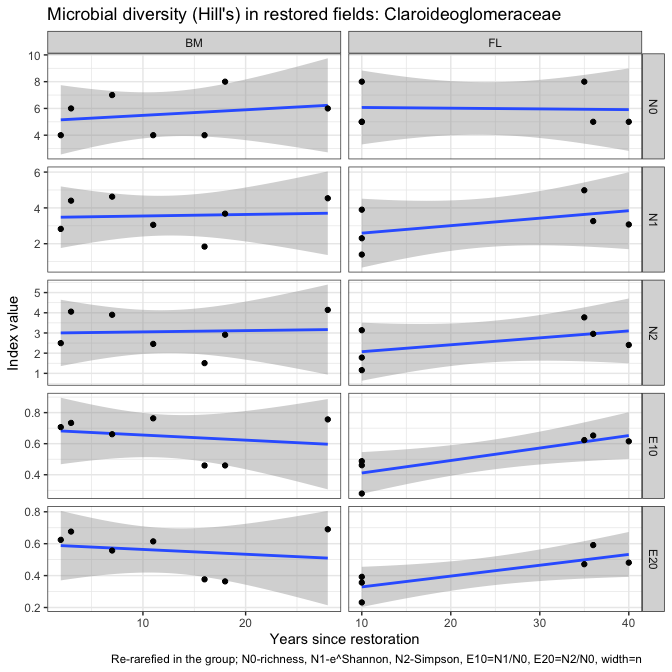 Microbial diversity (Hill's) in restored fields: Claroideoglomeraceae
BM
FL
10
8
6
4
N0
6
4
2
N1
5
4
3
2
1
N2
0.8
0.6
0.4
E10
0.8
0.6
0.4
0.2
E20
Index value
10
20
10
20
30
40
Years since restoration
Re-rarefied in the group; N0-richness, N1-e^Shannon, N2-Simpson, E10=N1/N0, E20=N2/N0, width=n